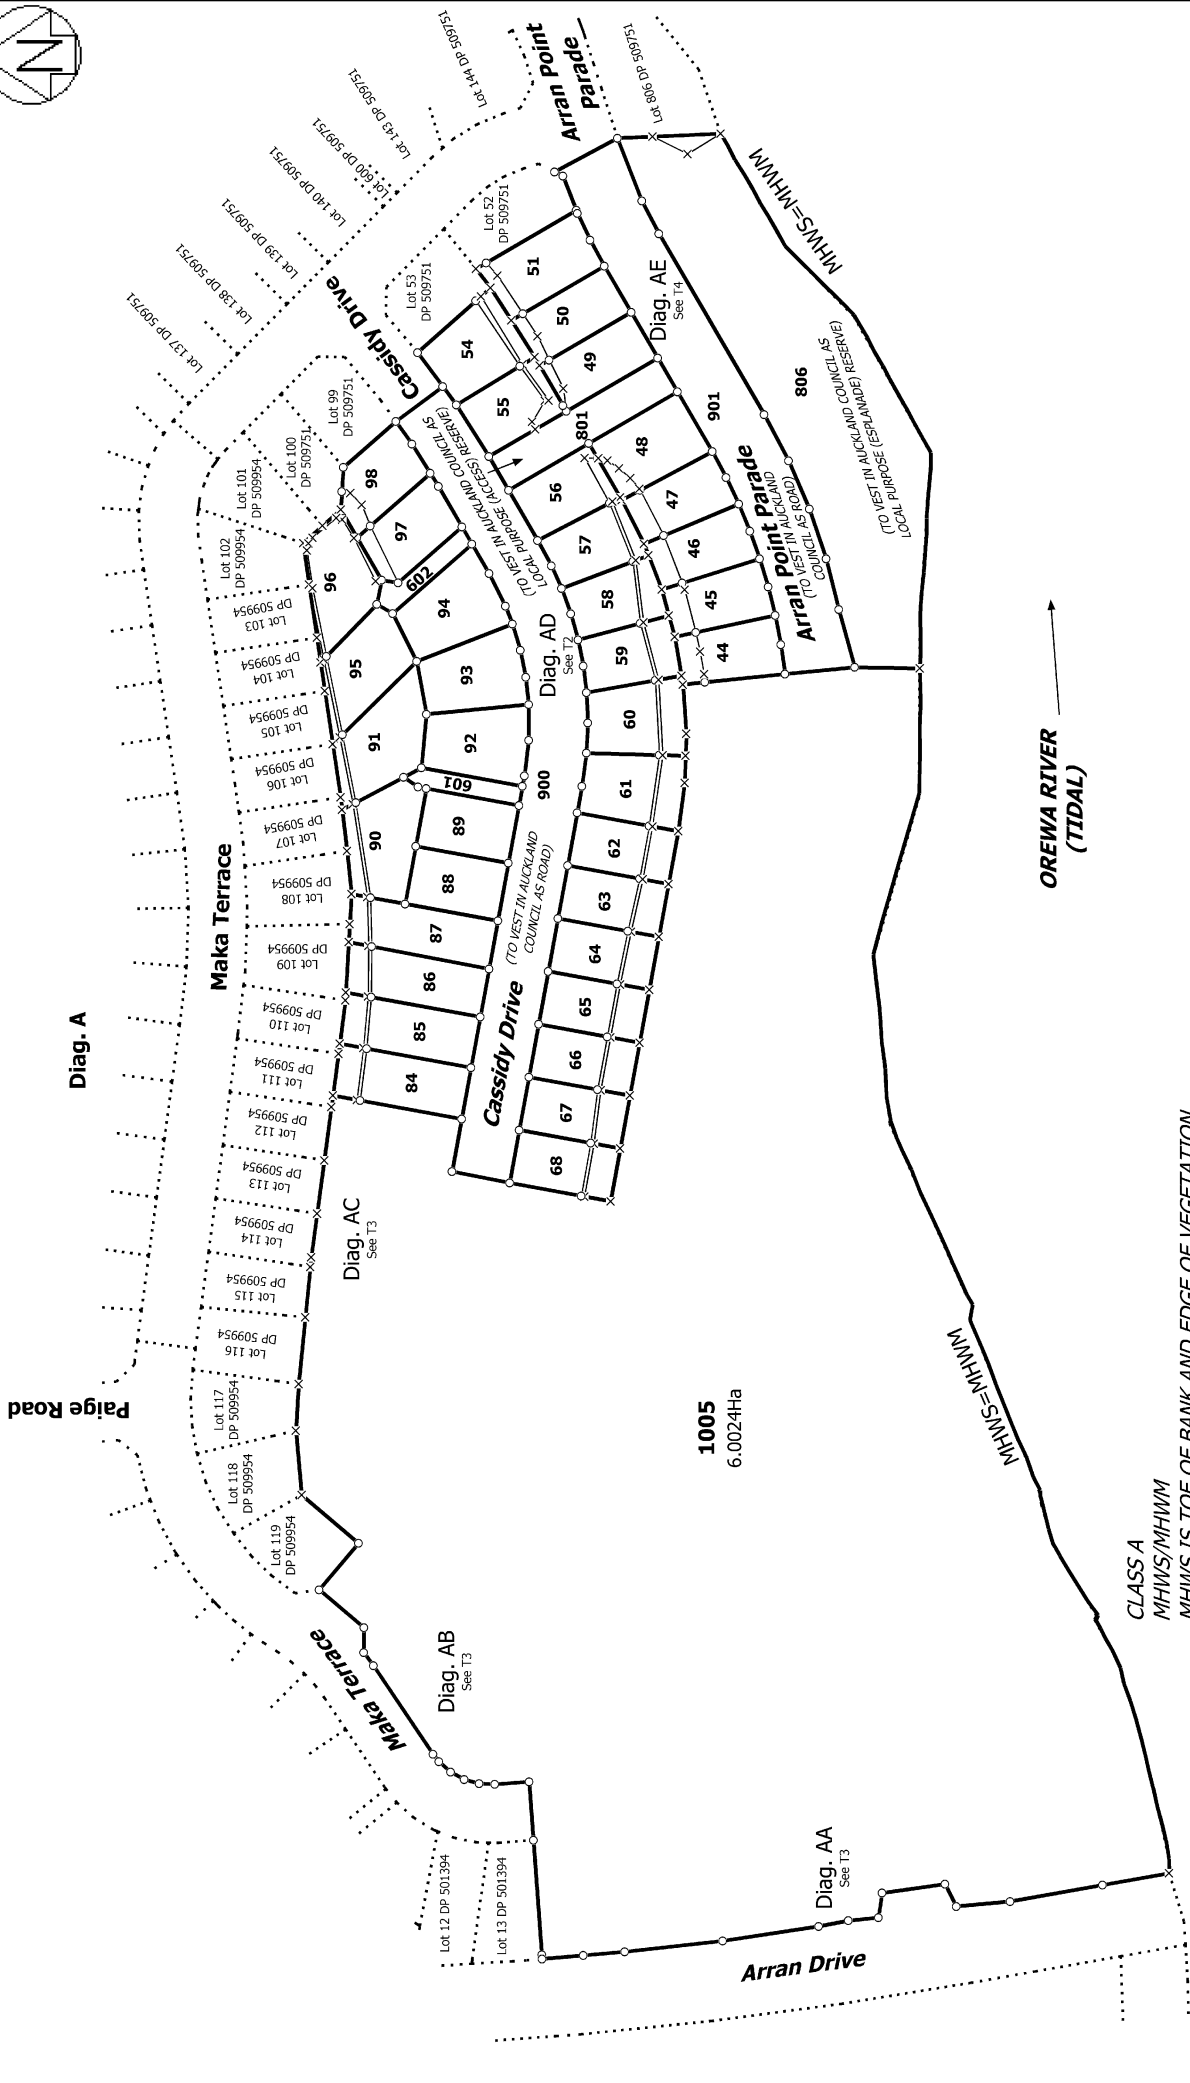 N
Diag. A
Paige Road
Maka Terrace
Maka Terrace
Cassidy Drive
Cassidy Drive
Arran Point
Parade
Lot 144 DP 509751
Lot 143 DP 509751
Lot 600 DP 509751
Lot 140 DP 509751
Lot 139 DP 509751
Lot 138 DP 509751
Lot 137 DP 509751
Lot 806 DP 509751
Lot 52
DP 509751
Lot 53
DP 509751
Lot 99
DP 509751
Lot 100
DP 509751
Lot 101
DP 509954
Lot 102
DP 509954
Lot 103
DP 509954
Lot 104
DP 509954
Lot 105
DP 509954
Lot 106
DP 509954
Lot 107
DP 509954
Lot 108
DP 509954
Lot 109
DP 509954
Lot 110
DP 509954
Lot 111
DP 509954
Lot 112
DP 509954
Lot 113
DP 509954
Lot 114
DP 509954
Lot 115
DP 509954
Lot 116
DP 509954
Lot 117
DP 509954
Lot 118
DP 509954
Lot 119
DP 509954
Lot 12 DP 501394
Lot 13 DP 501394
84
85
86
87
88
89
90
91
92
93
94
95
96
97
98
601
602
900
(TO VEST IN AUCKLAND
COUNCIL AS ROAD)
(TO VEST IN AUCKLAND COUNCIL AS
LOCAL PURPOSE (ACCESS) RESERVE)
801
54
55
56
57
58
59
60
61
62
63
64
65
66
67
68
51
50
49
48
47
46
45
44
901
Arran Point Parade
(TO VEST IN AUCKLAND
COUNCIL AS ROAD)
806
(TO VEST IN AUCKLAND COUNCIL AS
LOCAL PURPOSE (ESPLANADE) RESERVE)
MHWS=MHWM
Diag. AE
See T4
Diag. AD
See T2
Diag. AC
See T3
Diag. AB
See T3
Diag. AA
See T3
1005
6.0024Ha
Arran Drive
MHWS=MHWM
OREWA RIVER
(TIDAL)
CLASS A
MHWS/MHWM
MHWS IS TOE OF BANK AND EDGE OF VEGETATION